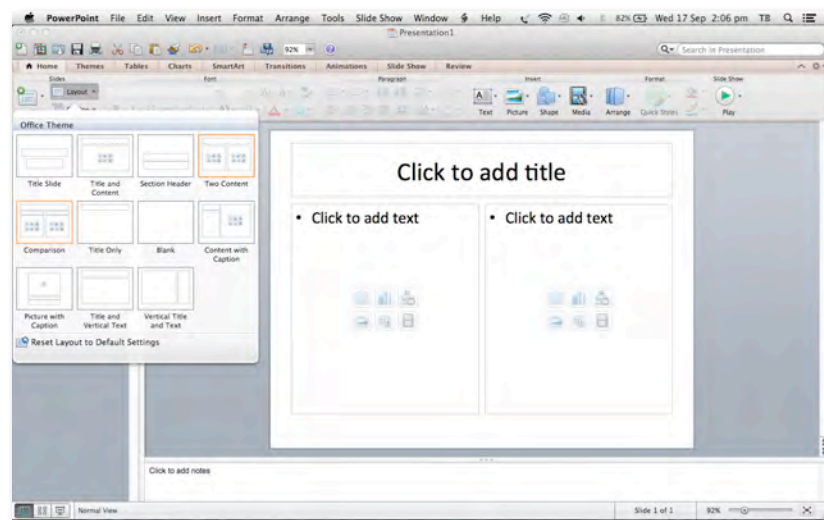 PowerPoint File Edit View Insert Format Arrange Tools Slide Show Window Help 82% Wed 17 Sep 2:06 pm TB
Presentation1
92% Search in Presentation
Home Themes Tables Charts SmartArt Transitions Animations Slide Show Review
Slides Font Paragraph Insert Format Slide Show
Layout
Text Picture Shape Media Arrange Quick Styles Play
Office Theme
Title Slide Title and Content Section Header Two Content
Comparison Title Only Blank Content with Caption
Picture with Caption Title and Vertical Text Vertical Title and Text
Reset Layout to Default Settings
Click to add title
• Click to add text • Click to add text
Click to add notes
Normal View Slide 1 of 1 92%